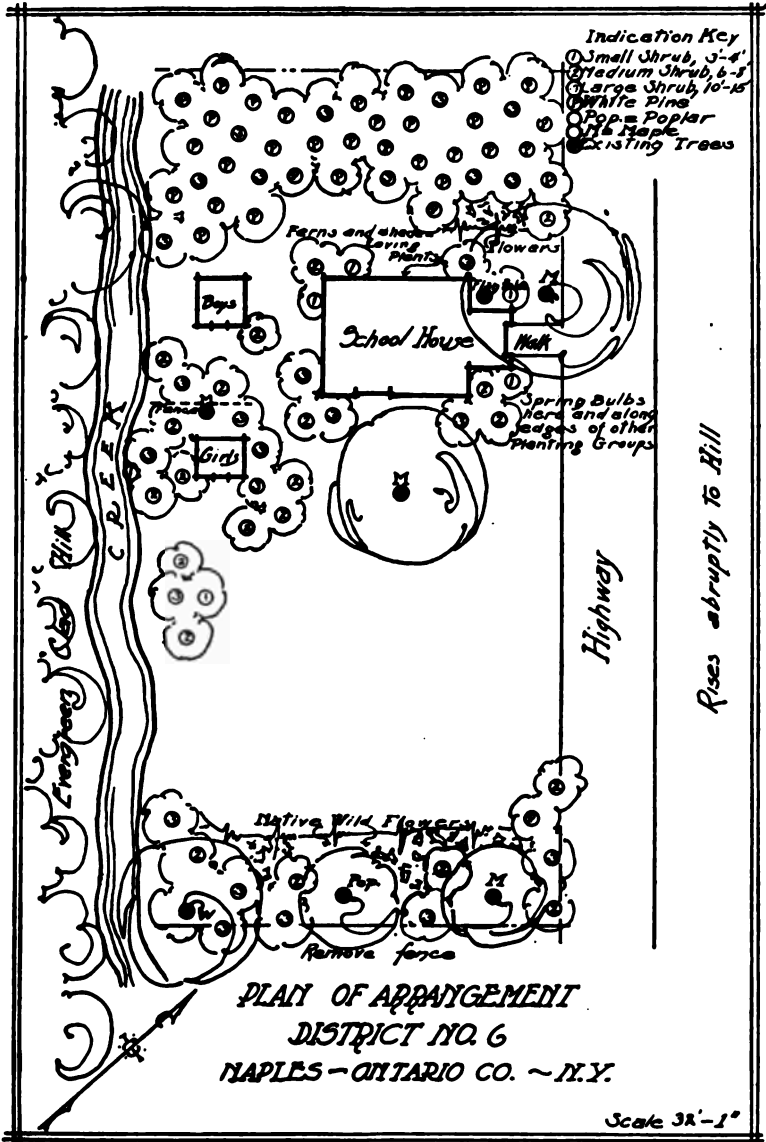 Indication Key
① Small Shrub, 3'-4'
Medium Shrub, 6-8'
Large Shrub, 10'-15'
White Pine
Pop = Poplar
M = Maple
Existing Trees
Ferns and shade
Loving
Plants
Flowers
Boys
School House
M
Walk
Spring Bulbs
here and along
edges of other
Planting Groups
Girls
M
CREEK
Evergreen Clad Hill
Highway
Rises abruptly to Hill
Native Wild Flowers
W
Pop.
M
Remove fence
PLAN OF ARRANGEMENT
DISTRICT NO. 6
NAPLES - ONTARIO CO. ~ N.Y.
Scale 32'-1"